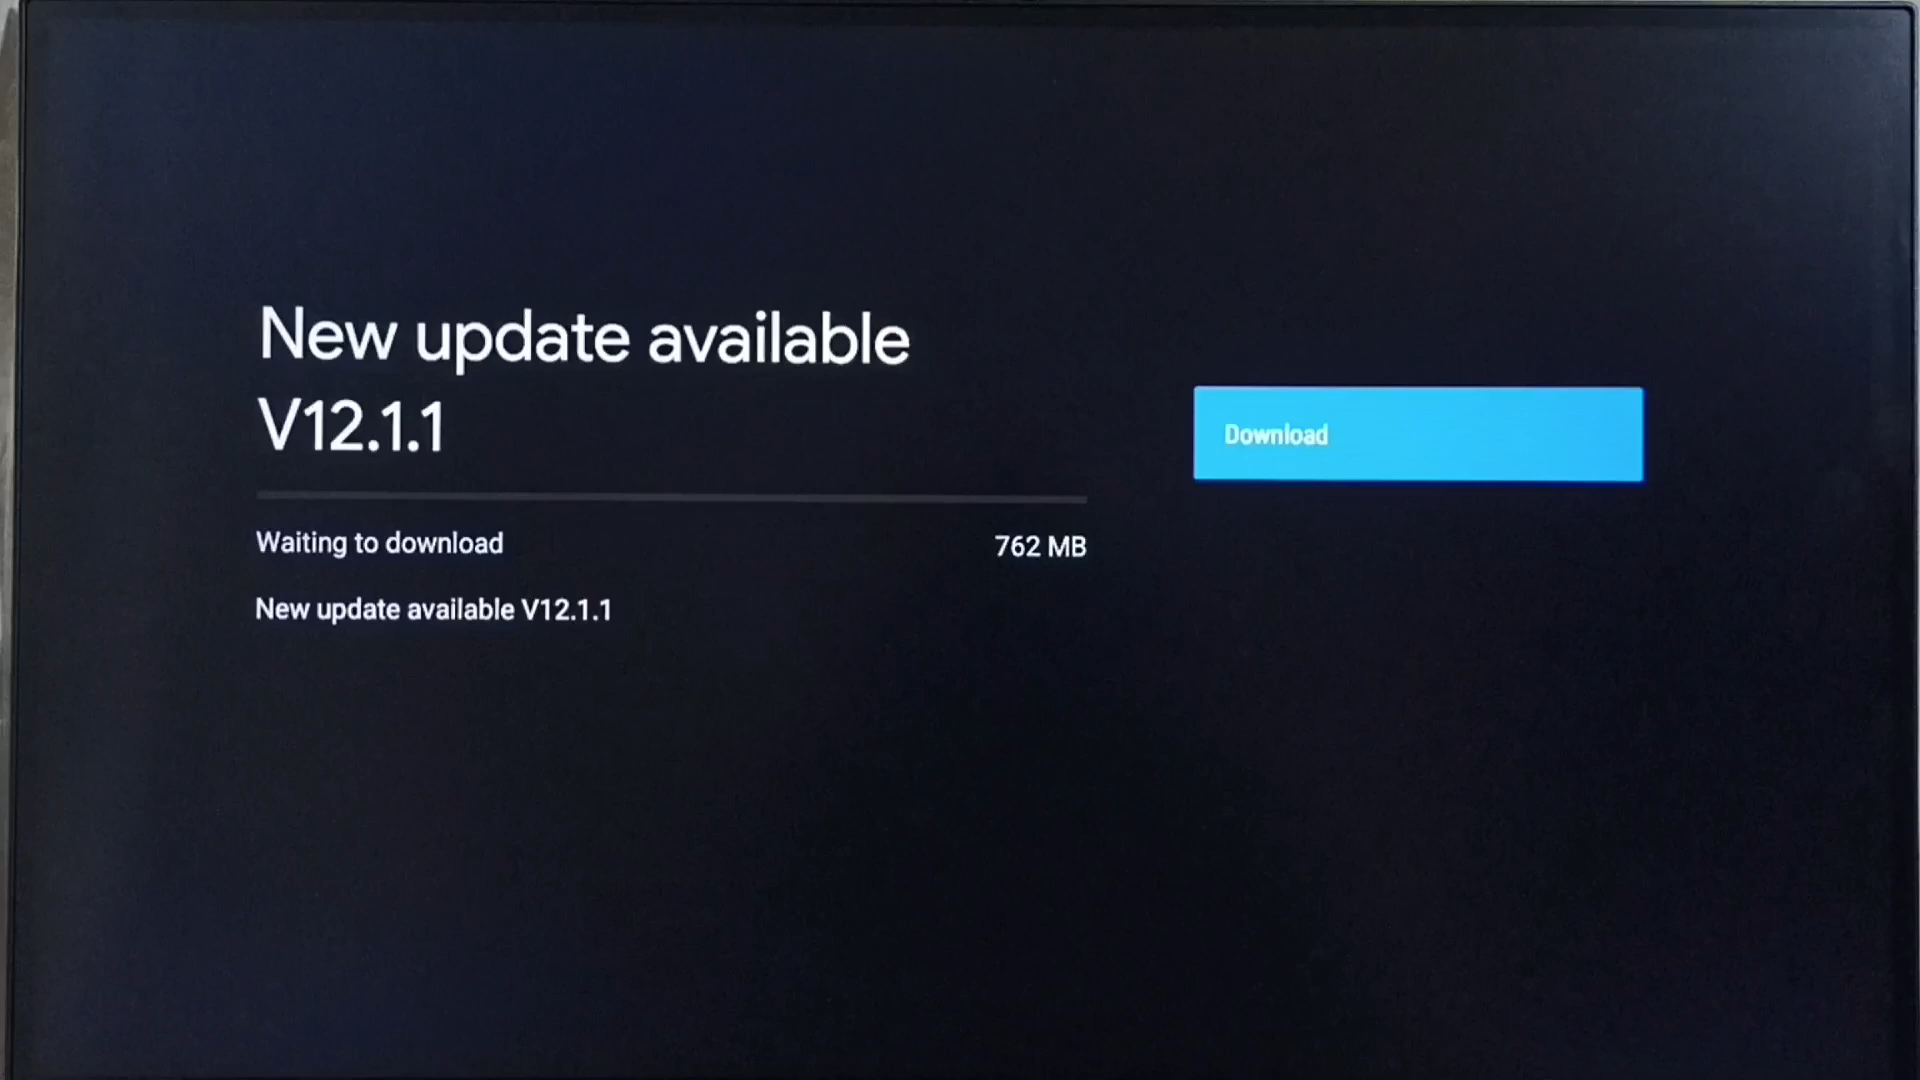 New update available
V12.1.1
Download
Waiting to download
762 MB
New update available V12.1.1